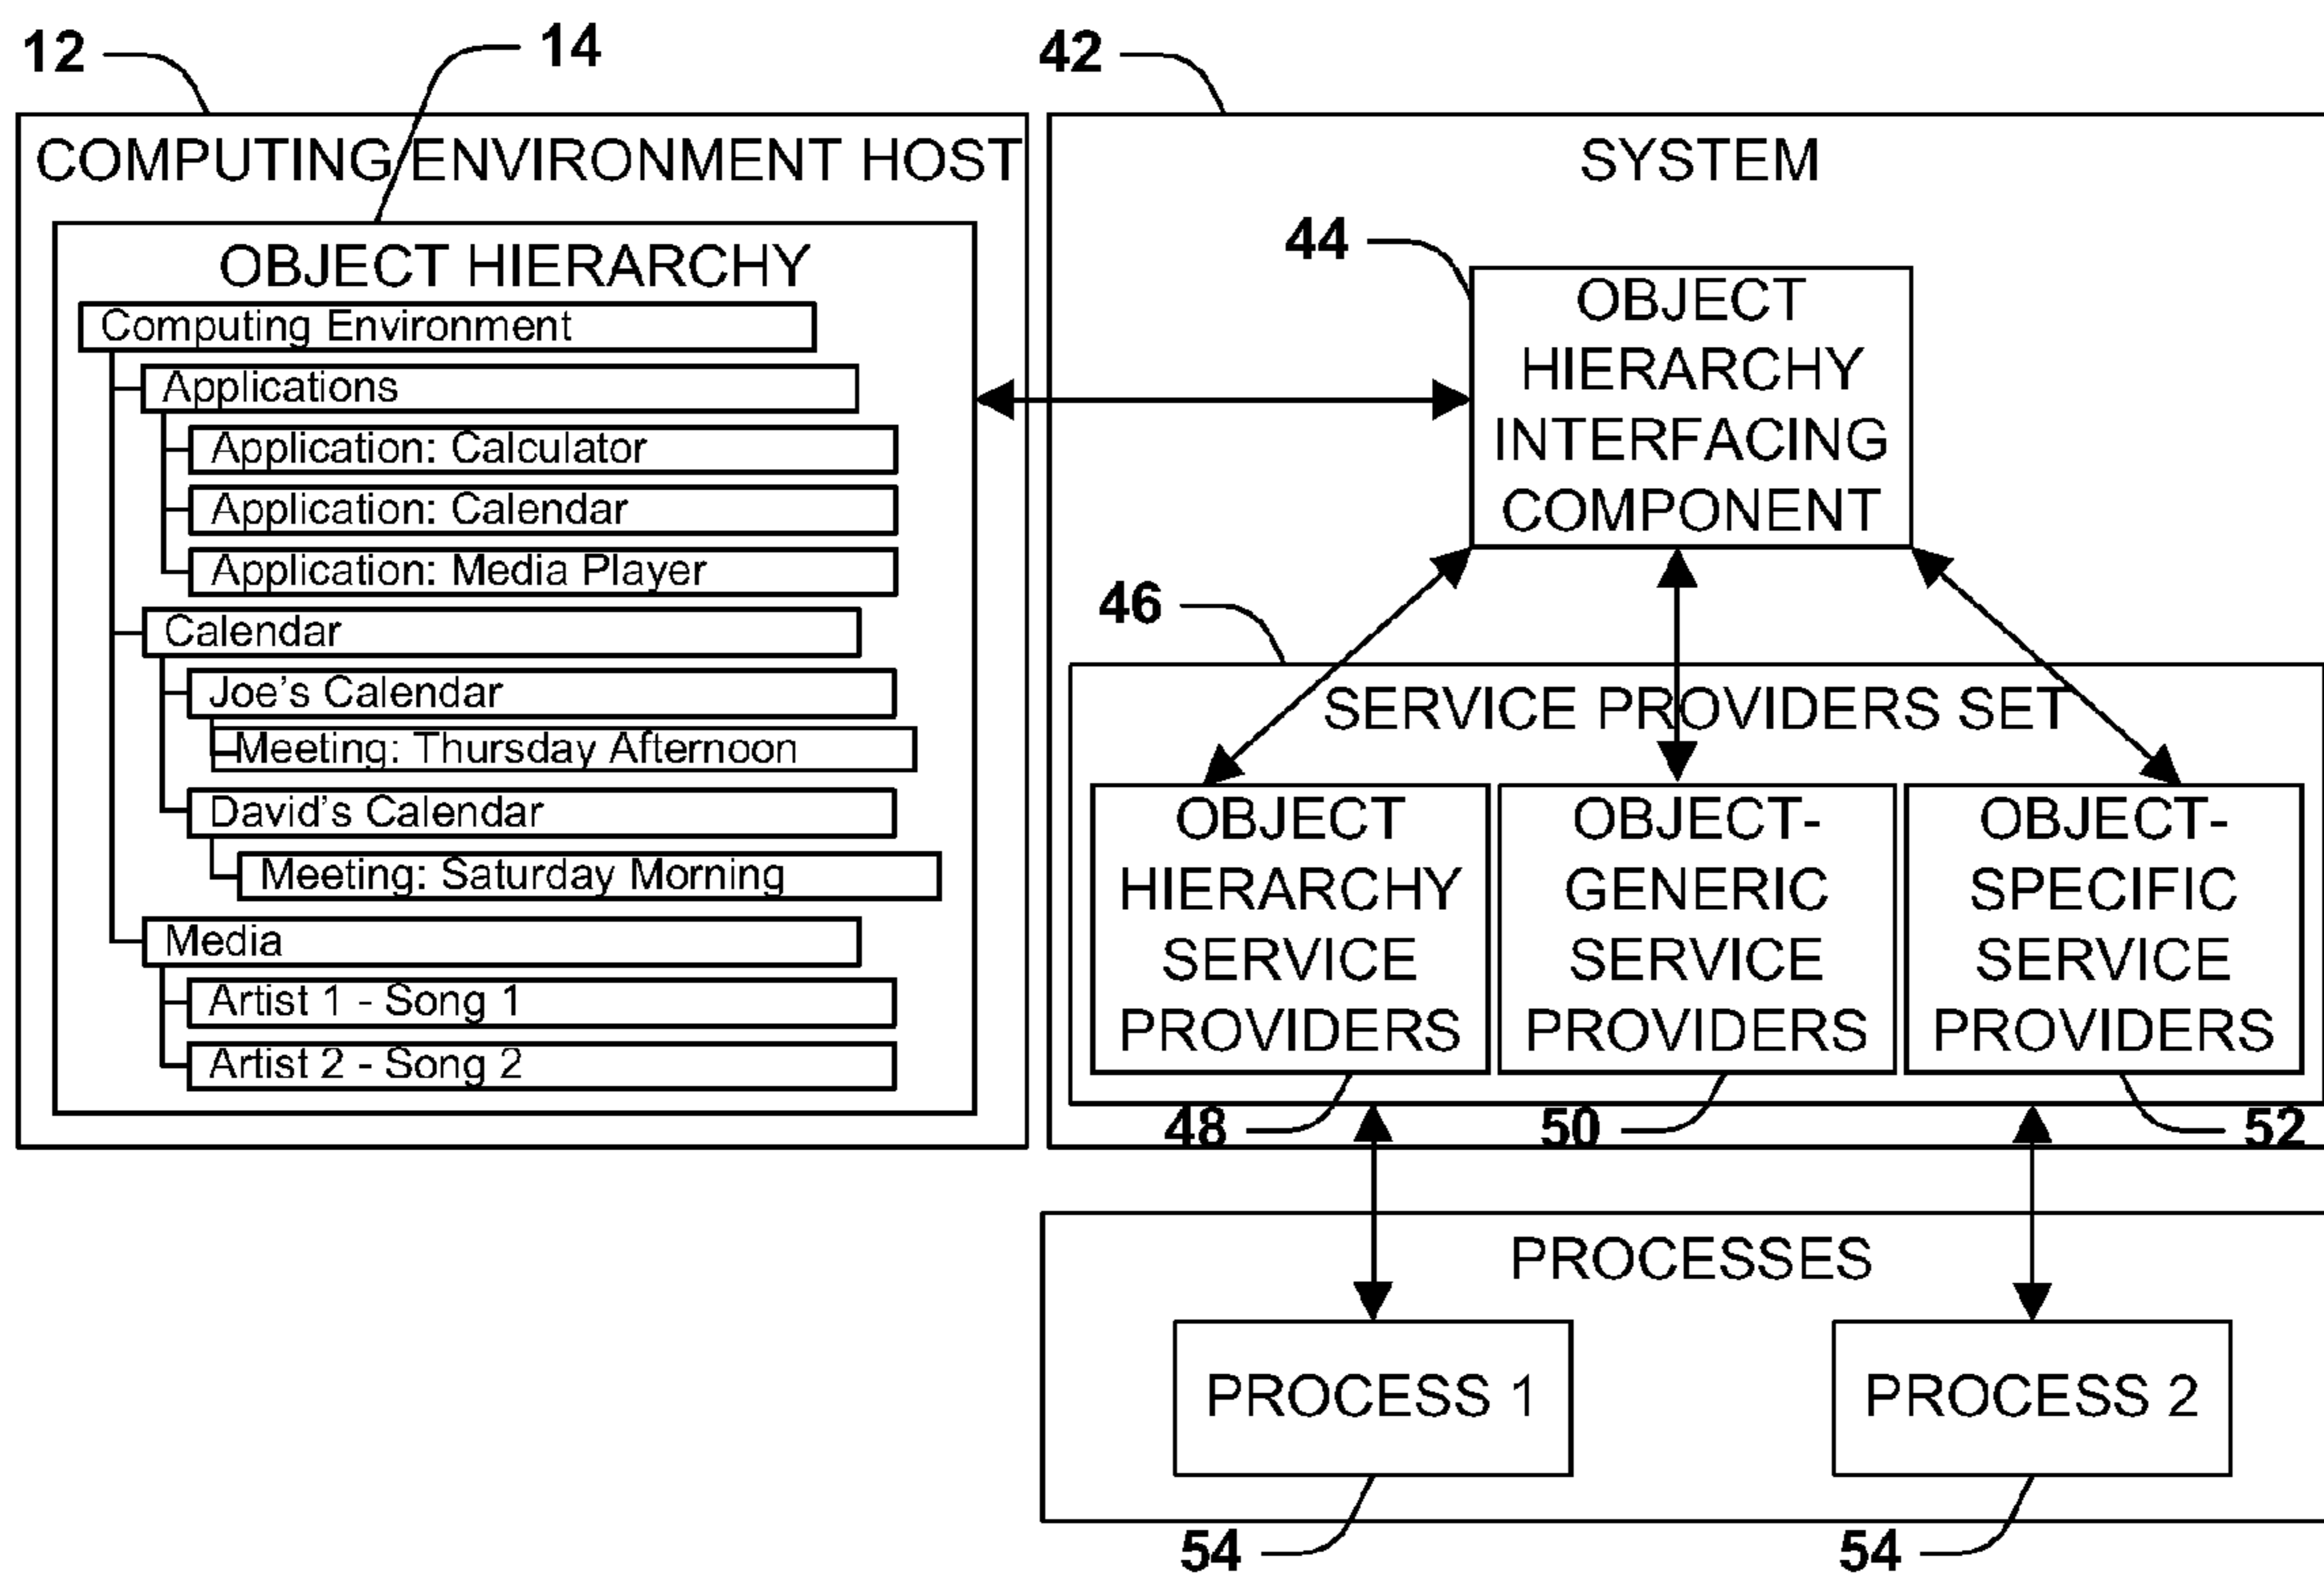 12
14
42
COMPUTING ENVIRONMENT HOST
OBJECT HIERARCHY
Computing Environment
Applications
Application: Calculator
Application: Calendar
Application: Media Player
Calendar
Joe's Calendar
Meeting: Thursday Afternoon
David's Calendar
Meeting: Saturday Morning
Media
Artist 1 - Song 1
Artist 2 - Song 2
SYSTEM
44
OBJECT
HIERARCHY
INTERFACING
COMPONENT
46
SERVICE PROVIDERS SET
OBJECT
HIERARCHY
SERVICE
PROVIDERS
OBJECT-
GENERIC
SERVICE
PROVIDERS
OBJECT-
SPECIFIC
SERVICE
PROVIDERS
48
50
52
PROCESSES
PROCESS 1
PROCESS 2
54
54